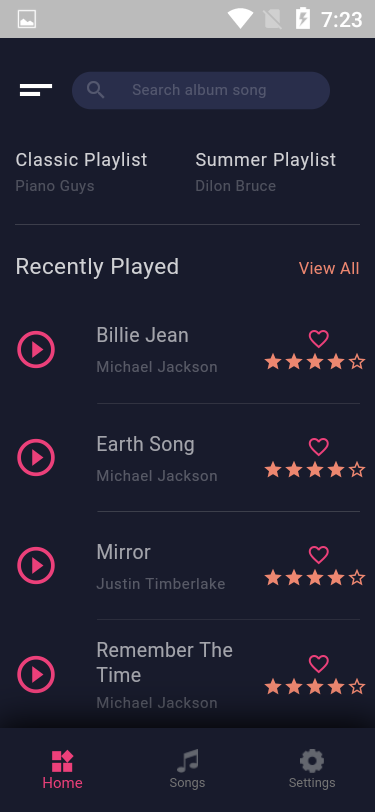 7:23
Search album song
Classic Playlist Summer Playlist
Piano Guys Dilon Bruce
Recently Played View All
Billie Jean
Michael Jackson
Earth Song
Michael Jackson
Mirror
Justin Timberlake
Remember The
Time
Michael Jackson
Home Songs Settings